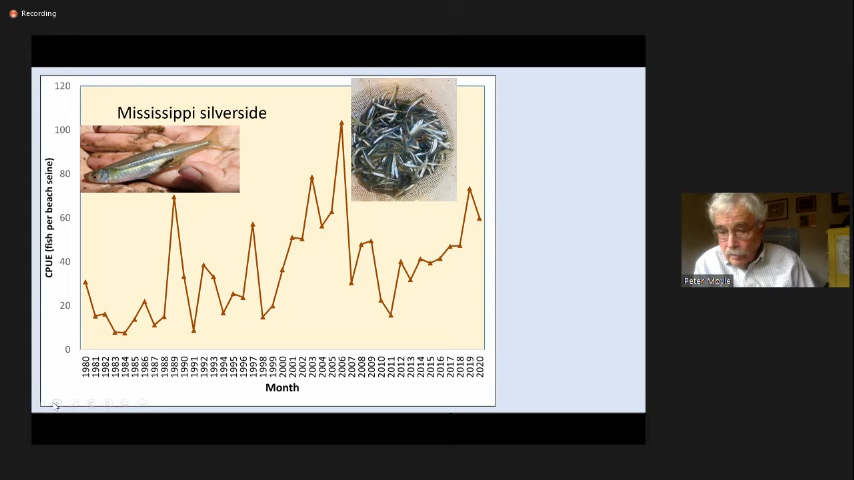 Recording
Mississippi silverside
CPUE (fish per beach seine)
120
100
80
60
40
20
0
1980 1981 1982 1983 1984 1985 1986 1987 1988 1989 1990 1991 1992 1993 1994 1995 1996 1997 1998 1999 2000 2001 2002 2003 2004 2005 2006 2007 2008 2009 2010 2011 2012 2013 2014 2015 2016 2017 2018 2019 2020
Month
Peter Moyle